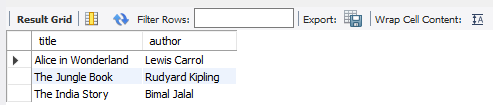 Result Grid Filter Rows: Export: Wrap Cell Content:
title author
Alice in Wonderland Lewis Carrol
The Jungle Book Rudyard Kipling
The India Story Bimal Jalal